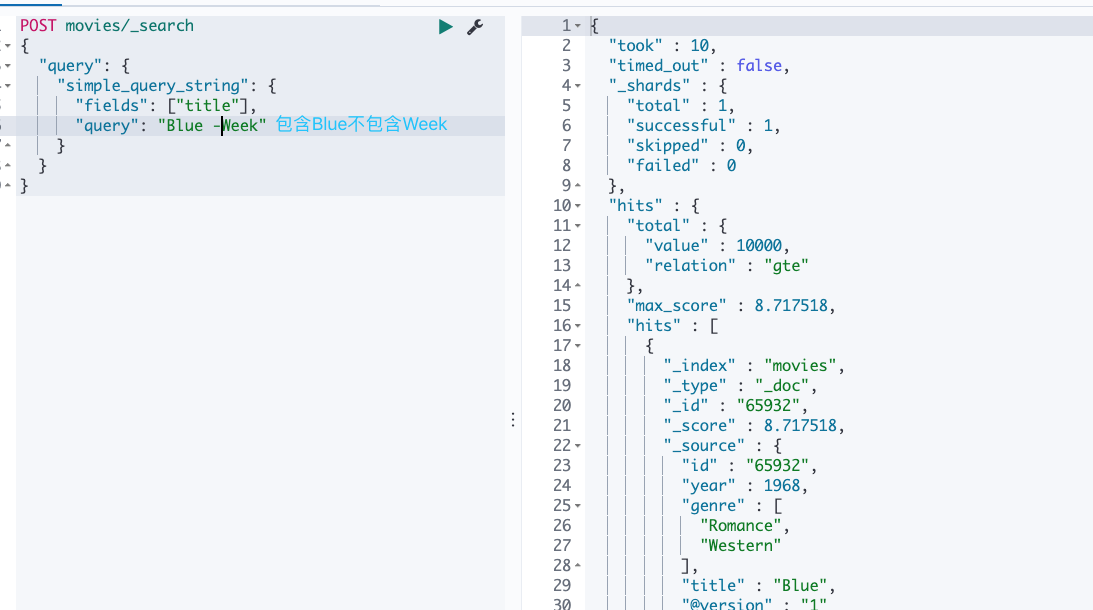 POST movies/_search
{
"query": {
"simple_query_string": {
"fields": ["title"],
"query": "Blue -Week" 包含Blue不包含Week
}
}
}
1 {
2 "took" : 10,
3 "timed_out" : false,
4 "_shards" : {
5 "total" : 1,
6 "successful" : 1,
7 "skipped" : 0,
8 "failed" : 0
9 },
10 "hits" : {
11 "total" : {
12 "value" : 10000,
13 "relation" : "gte"
14 },
15 "max_score" : 8.717518,
16 "hits" : [
17 {
18 "_index" : "movies",
19 "_type" : "_doc",
20 "_id" : "65932",
21 "_score" : 8.717518,
22 "_source" : {
23 "id" : "65932",
24 "year" : 1968,
25 "genre" : [
26 "Romance",
27 "Western"
28 ],
29 "title" : "Blue",
30 "@version" : "1"